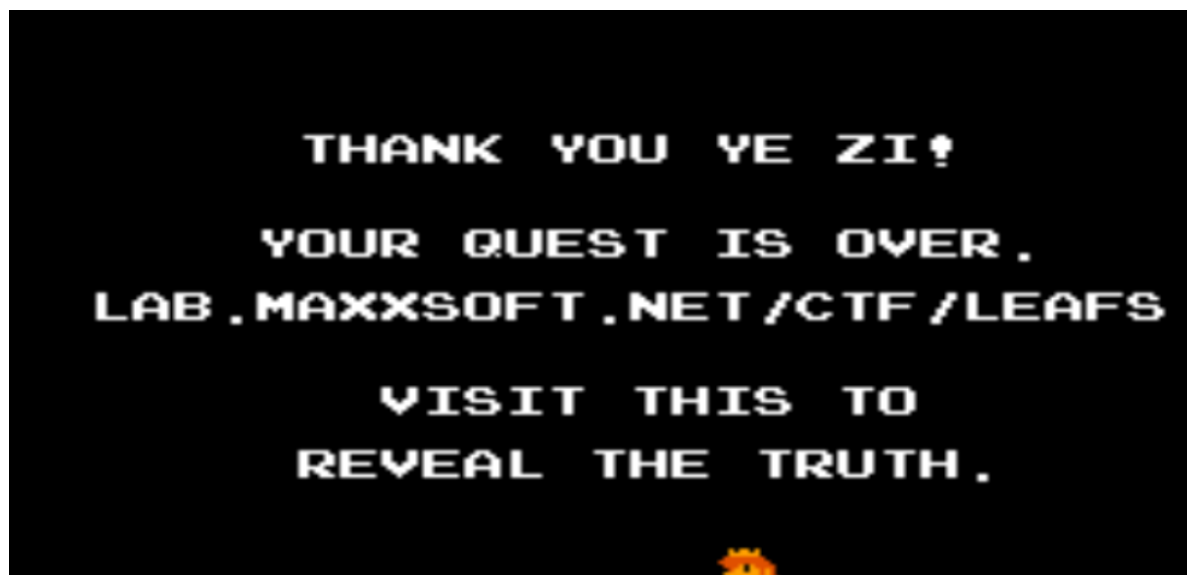 THANK YOU YE ZI!
YOUR QUEST IS OVER.
LAB.MAXXSOFT.NET/CTF/LEAFS
VISIT THIS TO
REVEAL THE TRUTH.